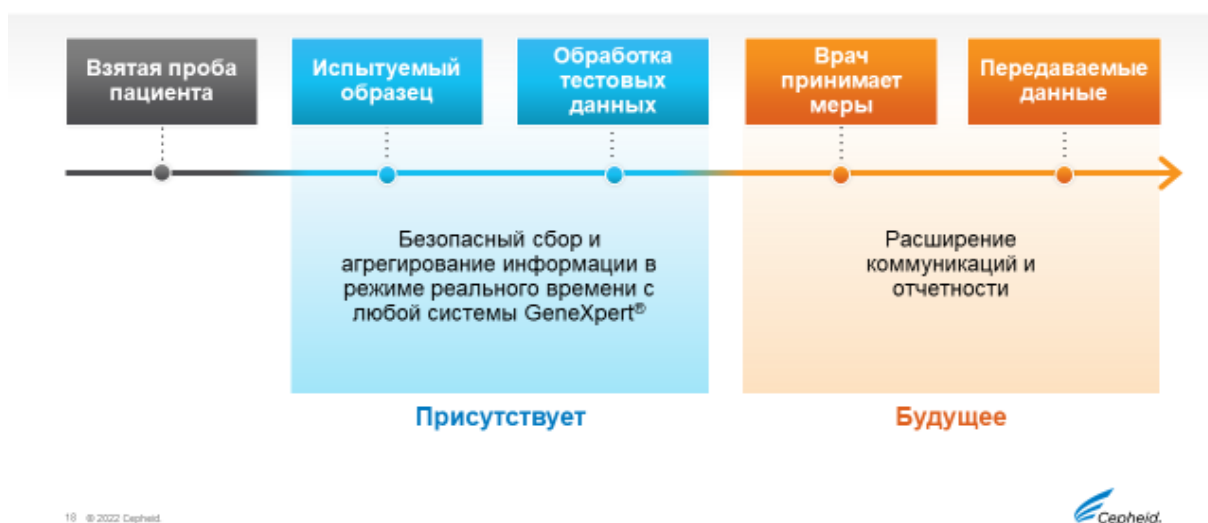 Взятая проба
пациента
Испытуемый
образец
Обработка
тестовых
данных
Врач
принимает
меры
Передаваемые
данные
Безопасный сбор и
агрегирование информации в
режиме реального времени с
любой системы GeneXpert®
Расширение
коммуникаций и
отчетности
Присутствует
Будущее
18 © 2022 Cepheid.
Cepheid.